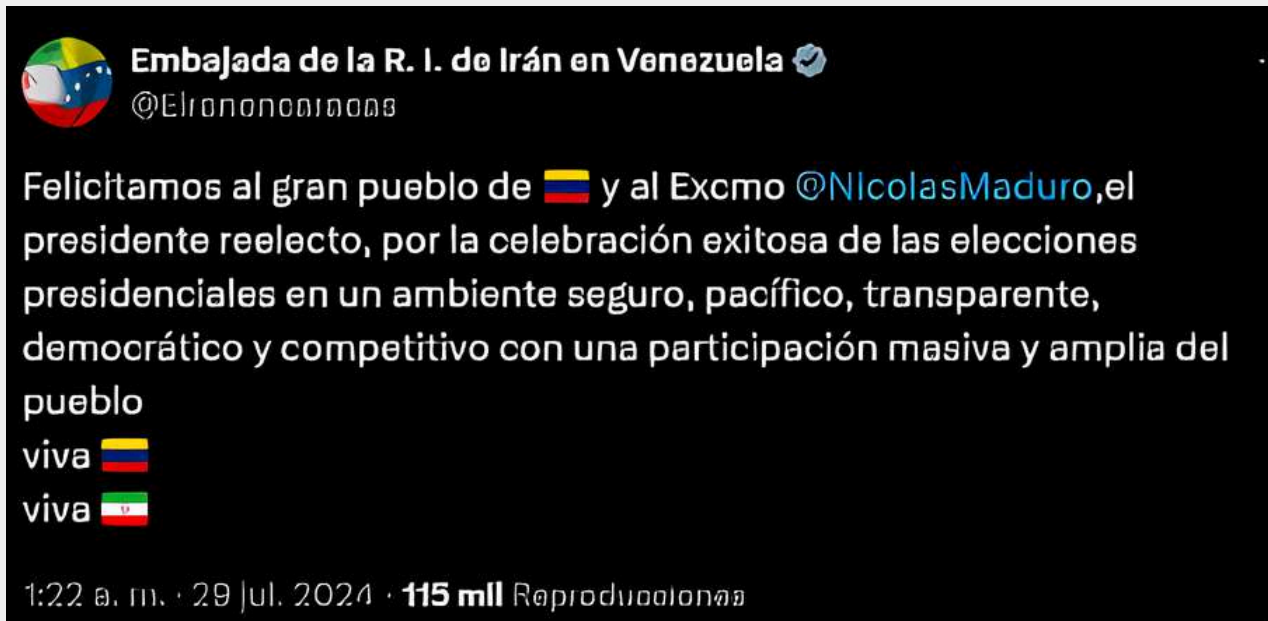 Embajada de la R. I. de Irán en Venezuela
Felicitamos al gran pueblo de 🇻🇪 y al Excmo @NIcolasMaduro,el
presidente reelecto, por la celebración exitosa de las elecciones
presidenciales en un ambiente seguro, pacífico, transparente,
democrático y competitivo con una participación masiva y amplia del
pueblo
viva 🇻🇪
viva 🇮🇷
1:22 a. m. · 29 jul. 2024 · 115 mil Reproducciones